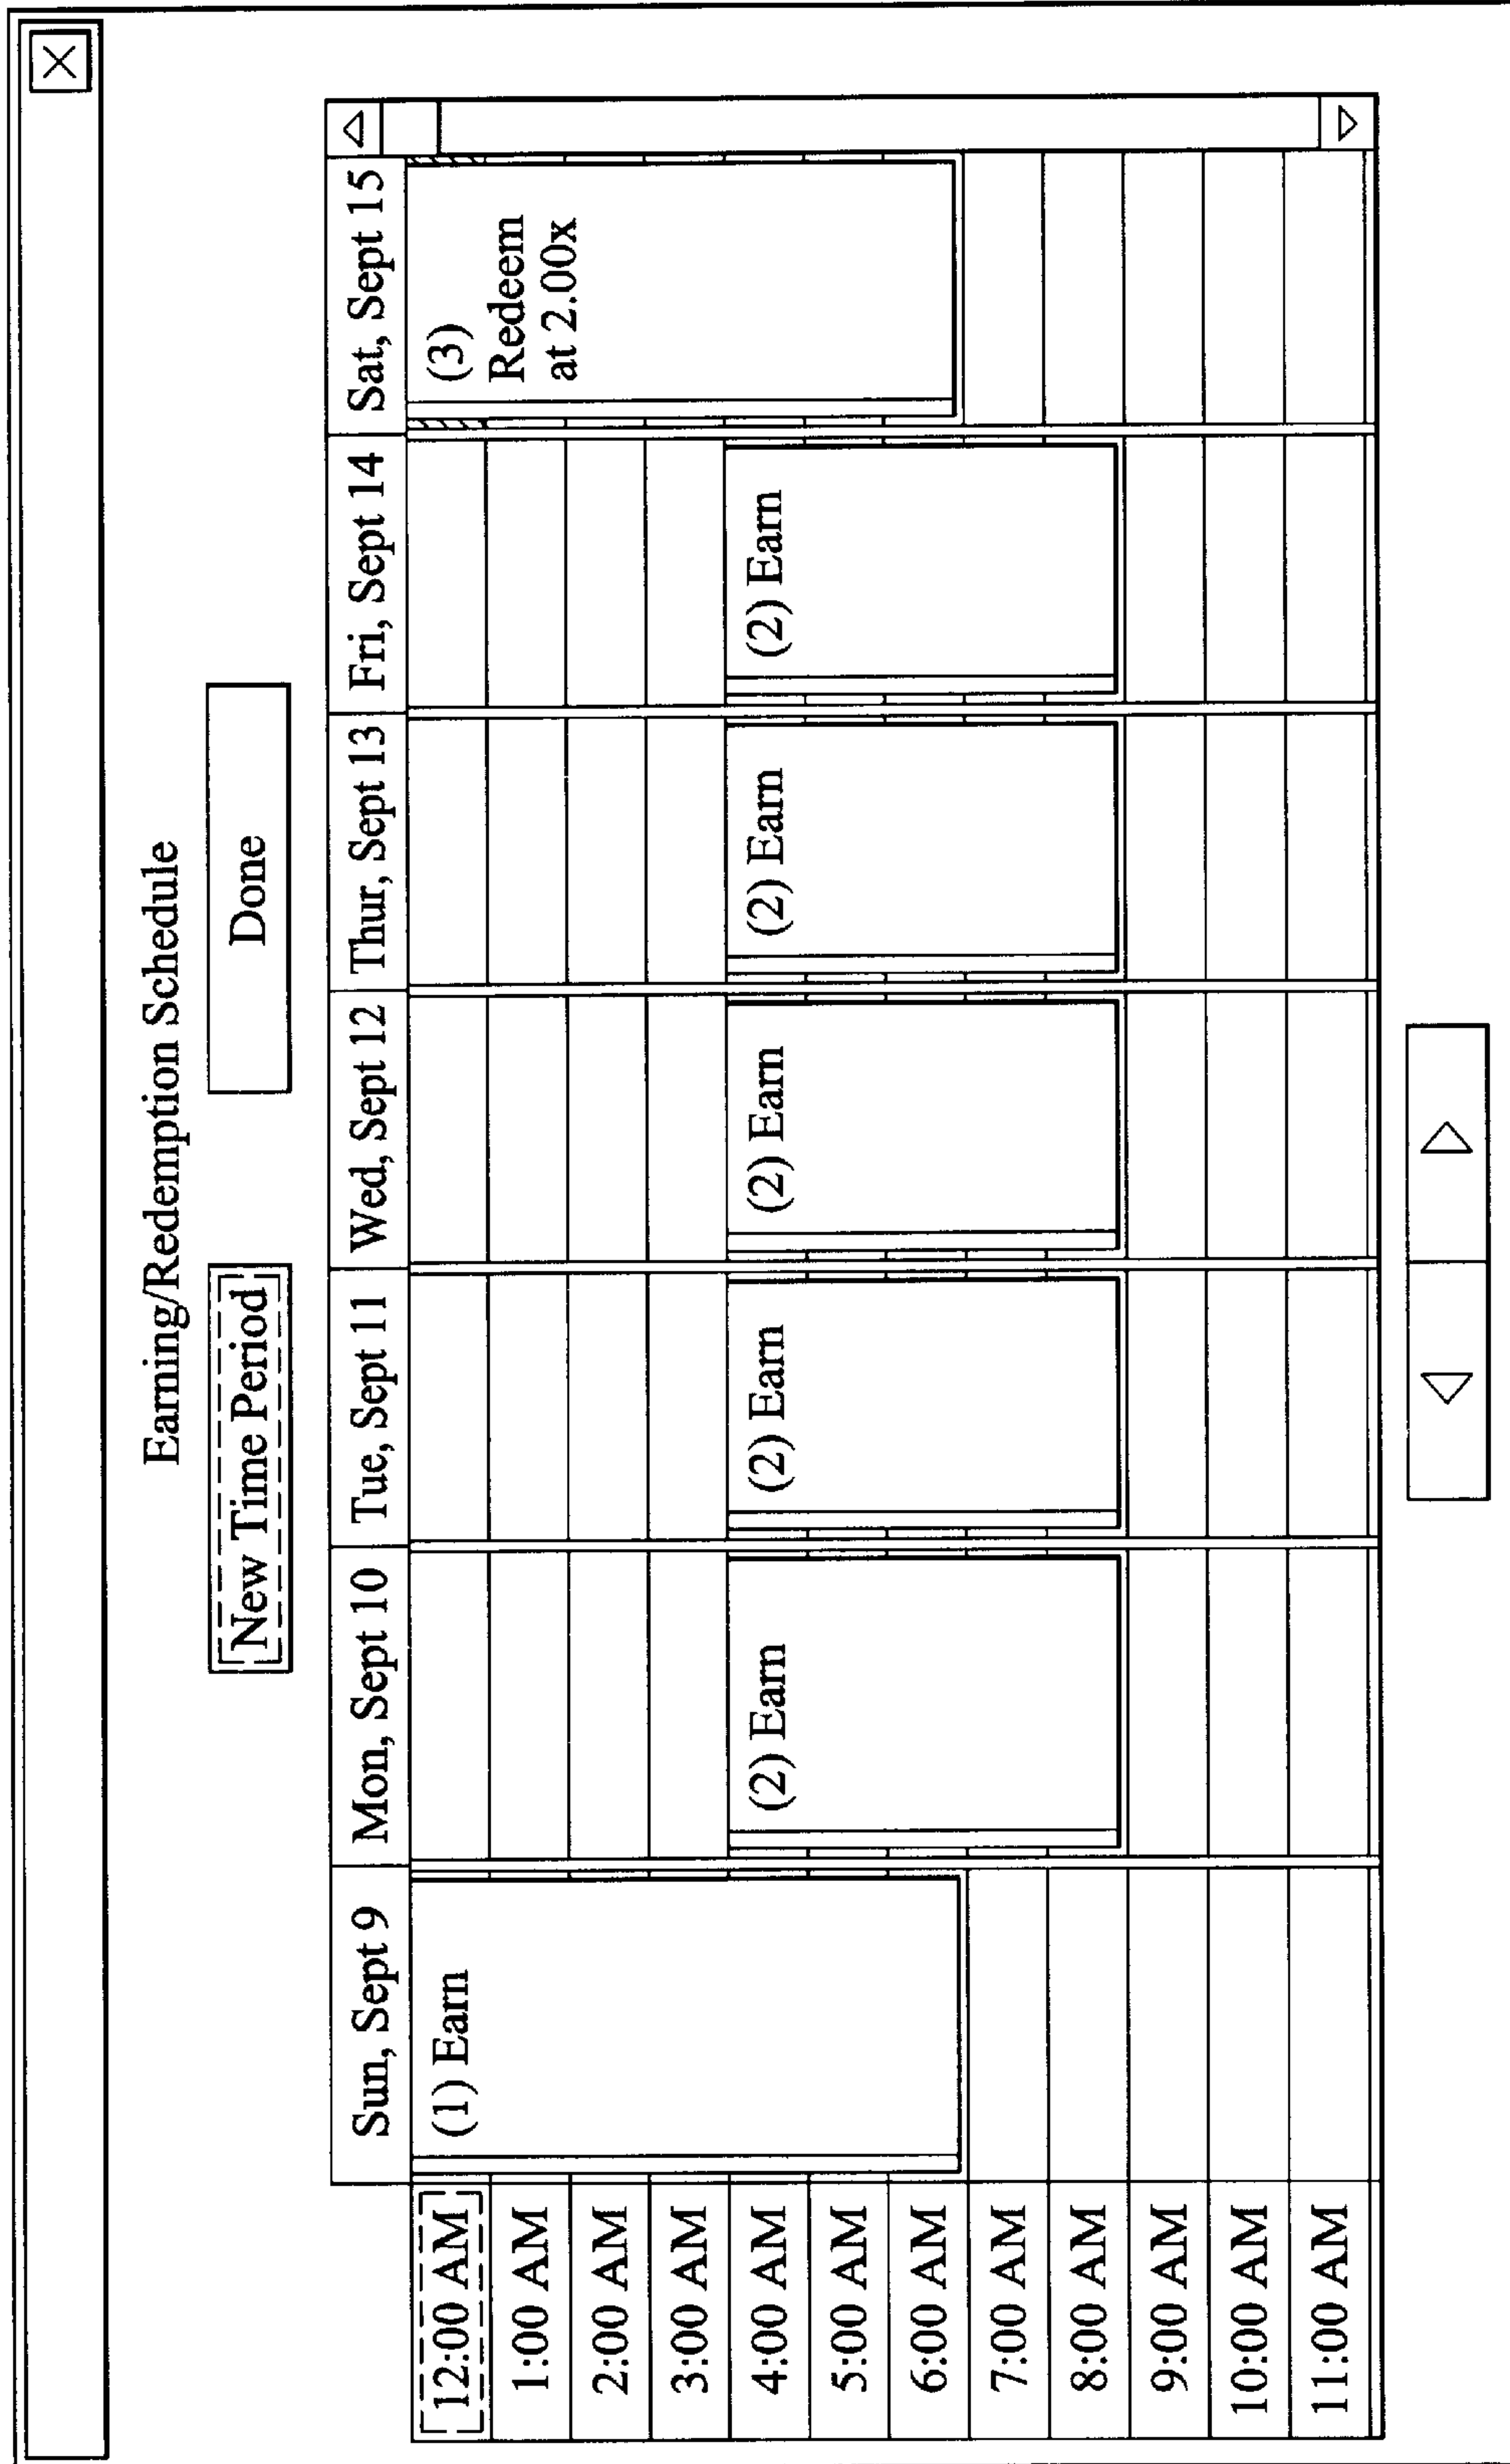 Earning/Redemption Schedule
New Time Period Done
Sun, Sept 9 Mon, Sept 10 Tue, Sept 11 Wed, Sept 12 Thur, Sept 13 Fri, Sept 14 Sat, Sept 15
12:00 AM (1) Earn (3)
1:00 AM Redeem
at 2.00x
2:00 AM
3:00 AM
4:00 AM (2) Earn (2) Earn (2) Earn (2) Earn (2) Earn
5:00 AM
6:00 AM
7:00 AM
8:00 AM
9:00 AM
10:00 AM
11:00 AM